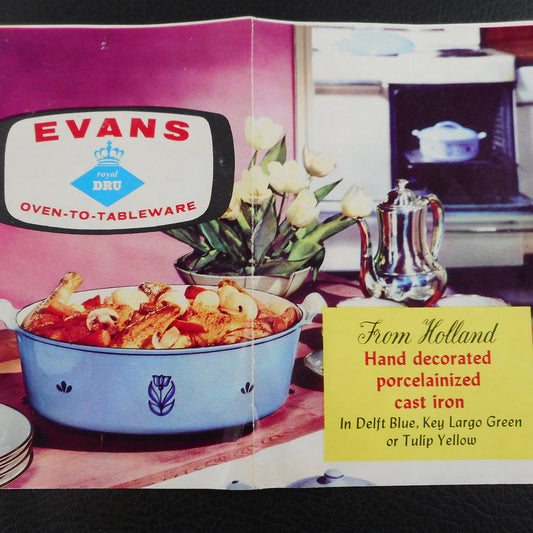 EVANS
royal
DRU
OVEN-TO-TABLEWARE
From Holland
Hand decorated
porcelainized
cast iron
In Delft Blue, Key Largo Green
or Tulip Yellow